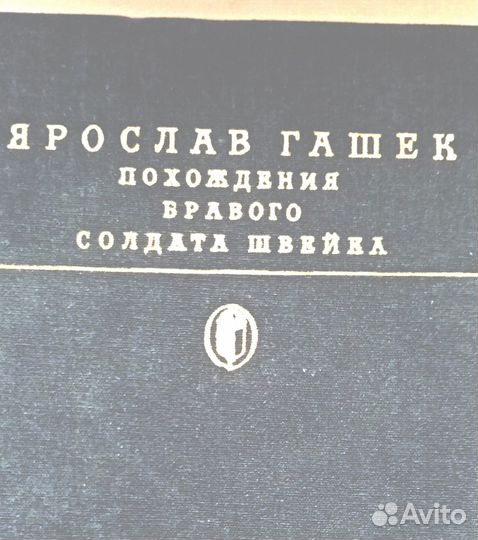 ЯРОСЛАВ ГАШЕК
ПОХОЖДЕНИЯ
БРАВОГО
СОЛДАТА ШВЕЙКА
Avito